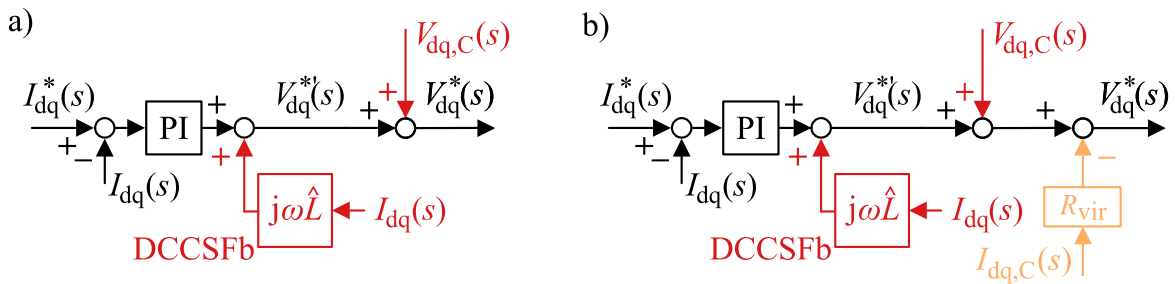 a)
V_dq,C(s)
I*_dq(s)
+
−
I_dq(s)
PI
+
+
V*'_dq(s)
+
+
V*_dq(s)
jωL̂
I_dq(s)
DCCSFb
b)
V_dq,C(s)
I*_dq(s)
+
−
I_dq(s)
PI
+
+
V*'_dq(s)
+
+
+
−
V*_dq(s)
jωL̂
I_dq(s)
DCCSFb
R_vir
I_dq,C(s)